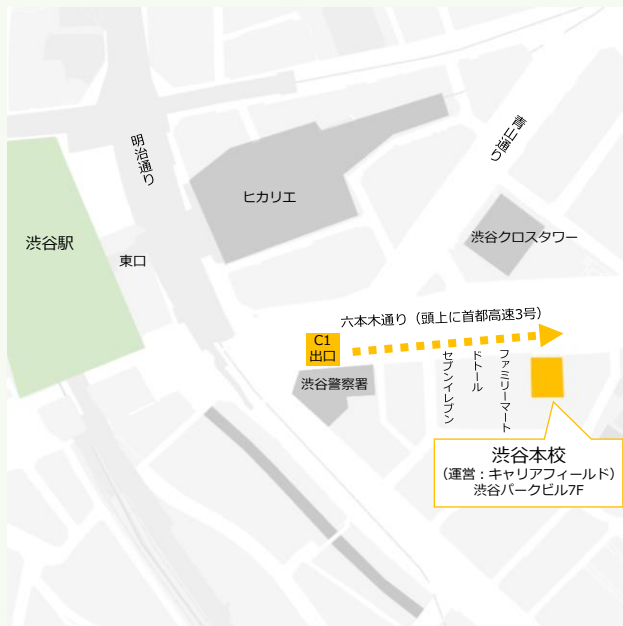 明治通り
青山通り
ヒカリエ
渋谷クロスタワー
渋谷駅
東口
六本木通り（頭上に首都高速3号）
C1
出口
渋谷警察署
セブンイレブン
ドトール
ファミリーマート
渋谷本校
（運営：キャリアフィールド）
渋谷パークビル7F